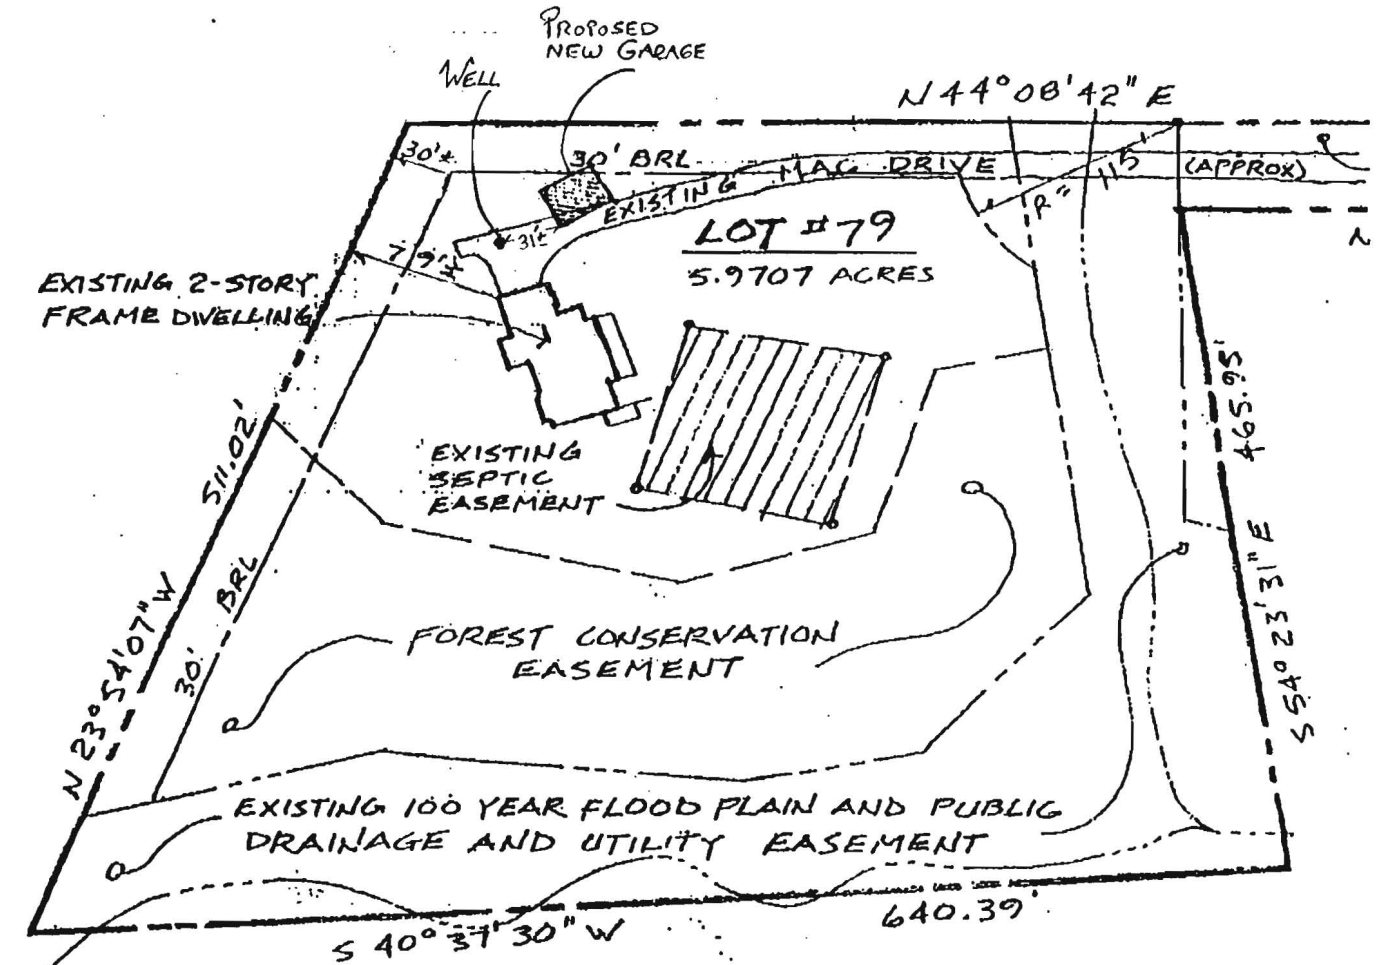 PROPOSED
NEW GARAGE
WELL
N 44° 08' 42" E
30'±
30' BRL
EXISTING MAC. DRIVE (APPROX)
R = 115
31'±
LOT #79
5.9707 ACRES
79'±
EXISTING 2-STORY
FRAME DWELLING
465.95'
511.02'
EXISTING
SEPTIC
EASEMENT
S 54° 23' 31" E
30' BRL
N 23° 54' 07" W
FOREST CONSERVATION
EASEMENT
EXISTING 100 YEAR FLOOD PLAIN AND PUBLIC
DRAINAGE AND UTILITY EASEMENT
640.39'
S 40° 37' 30" W